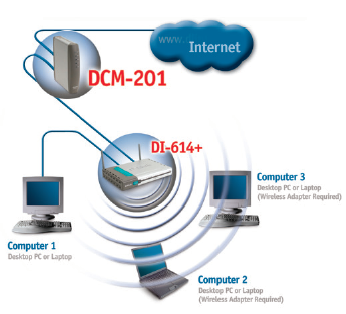 www.
Internet
DCM-201
DI-614+
Computer 3
Desktop PC or Laptop
(Wireless Adapter Required)
Computer 1
Desktop PC or Laptop
Computer 2
Desktop PC or Laptop
(Wireless Adapter Required)